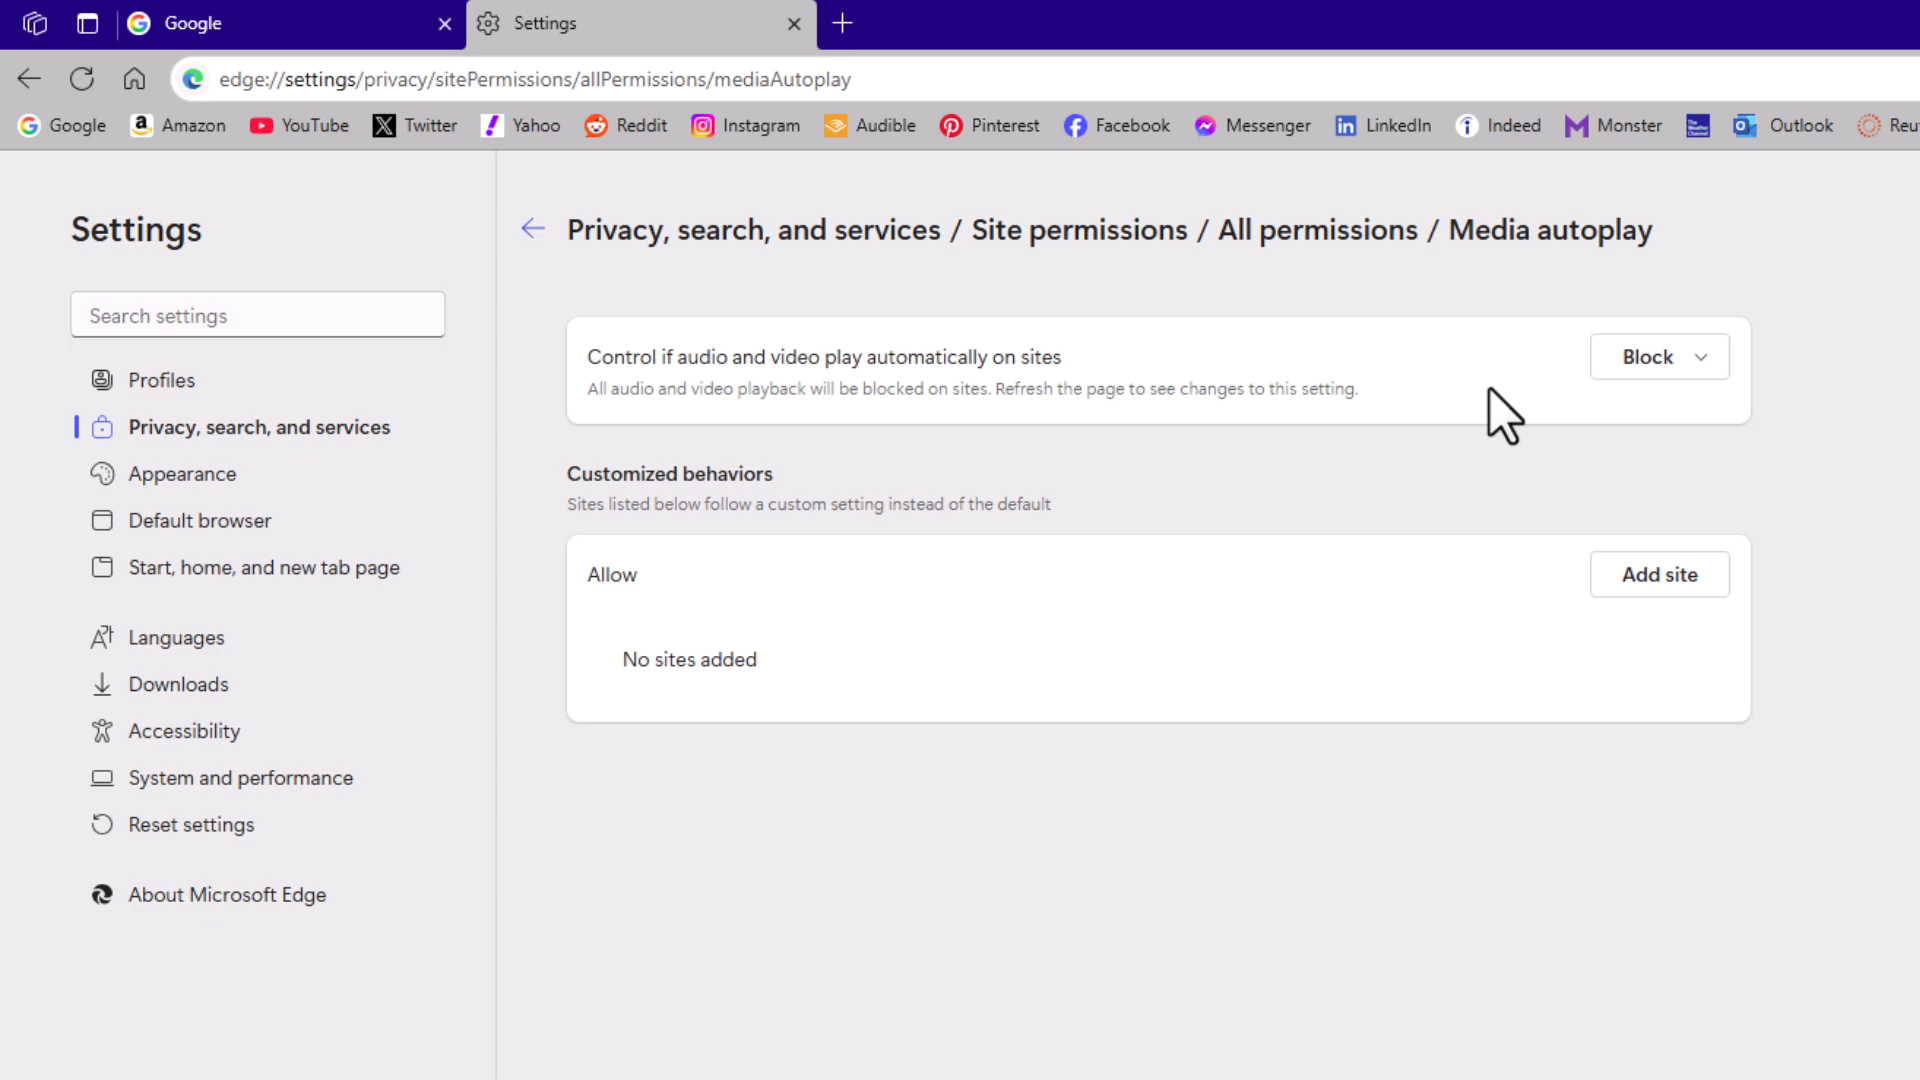 Google
Settings
edge://settings/privacy/sitePermissions/allPermissions/mediaAutoplay
Google Amazon YouTube Twitter Yahoo Reddit Instagram Audible Pinterest Facebook Messenger LinkedIn Indeed Monster Outlook Reu
Settings
Privacy, search, and services / Site permissions / All permissions / Media autoplay
Search settings
Profiles
Privacy, search, and services
Appearance
Default browser
Start, home, and new tab page
Languages
Downloads
Accessibility
System and performance
Reset settings
About Microsoft Edge
Control if audio and video play automatically on sites
All audio and video playback will be blocked on sites. Refresh the page to see changes to this setting.
Block
Customized behaviors
Sites listed below follow a custom setting instead of the default
Allow
Add site
No sites added